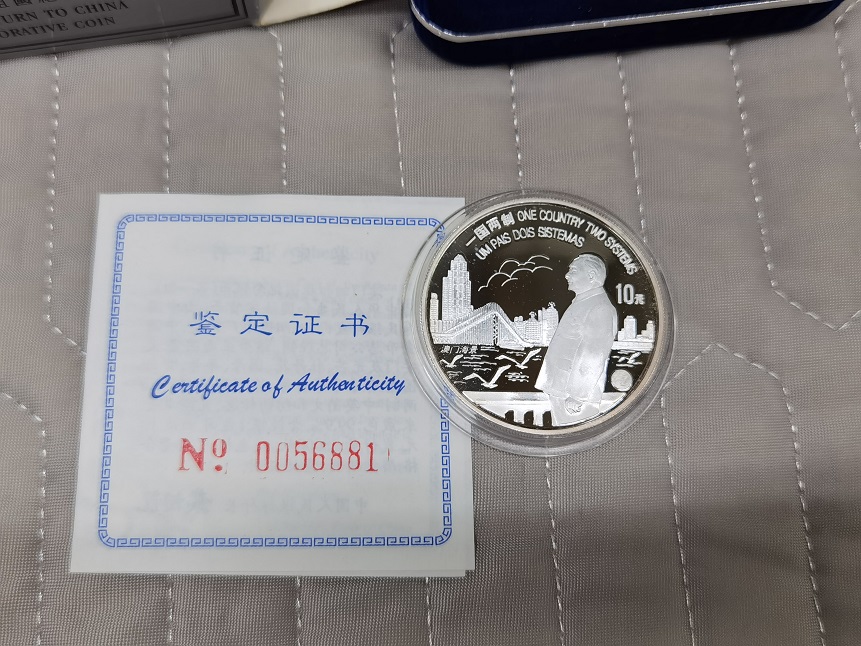 URN TO CHINA
ORATIVE COIN
鉴定证书
Certificate of Authenticity
No. 0056881
一国两制 ONE COUNTRY TWO SYSTEMS
UM PAIS DOIS SISTEMAS
10元
澳门海景